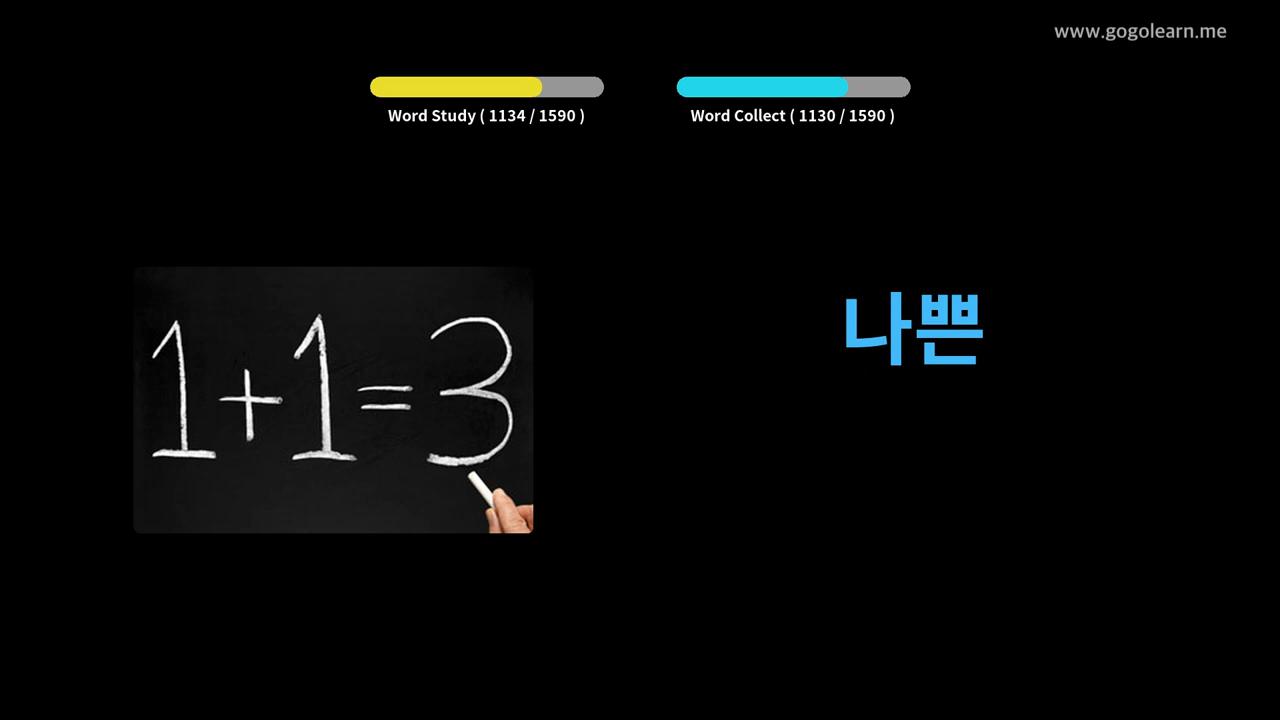 www.gogolearn.me
Word Study ( 1134 / 1590 )
Word Collect ( 1130 / 1590 )
1+1=3
나쁜